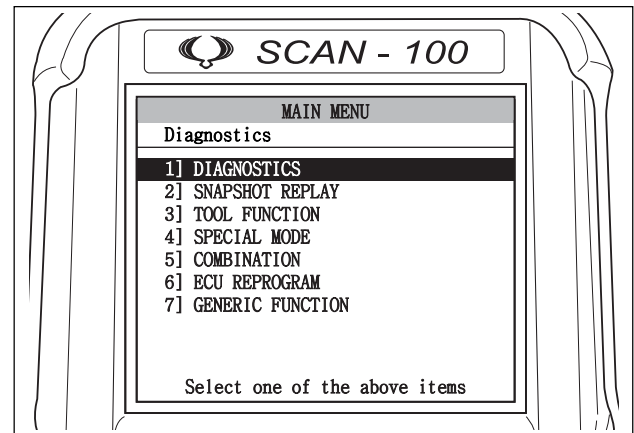 SCAN - 100
MAIN MENU
Diagnostics
1] DIAGNOSTICS
2] SNAPSHOT REPLAY
3] TOOL FUNCTION
4] SPECIAL MODE
5] COMBINATION
6] ECU REPROGRAM
7] GENERIC FUNCTION
Select one of the above items